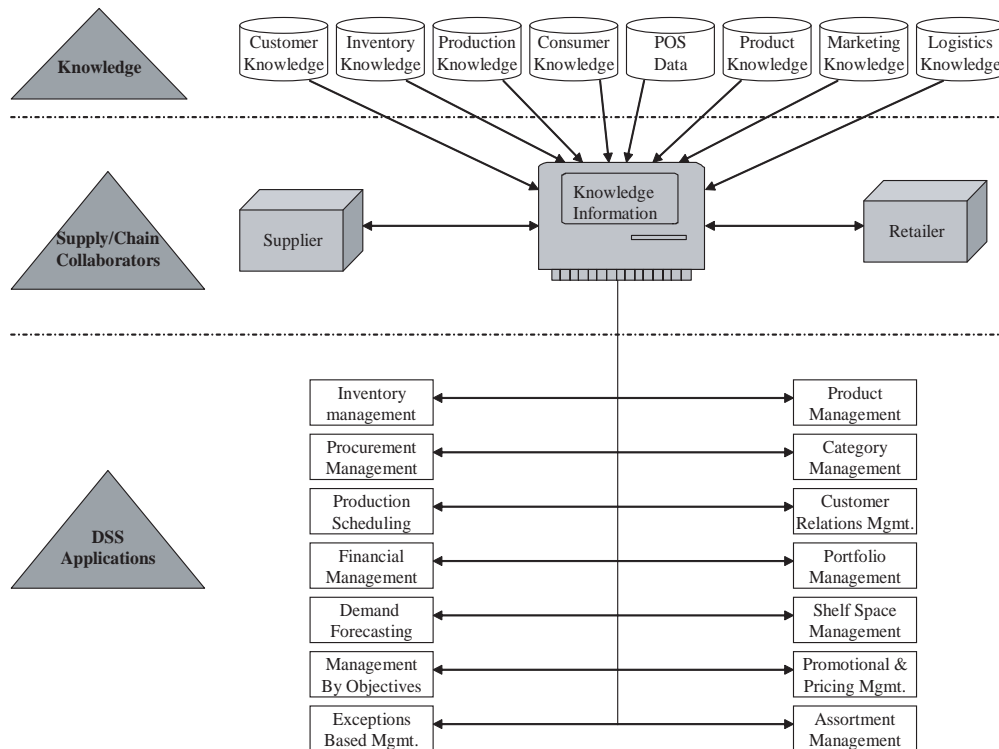 Knowledge
Customer
Knowledge
Inventory
Knowledge
Production
Knowledge
Consumer
Knowledge
POS
Data
Product
Knowledge
Marketing
Knowledge
Logistics
Knowledge
Supply/Chain
Collaborators
Supplier
Knowledge
Information
Retailer
DSS
Applications
Inventory
management
Product
Management
Procurement
Management
Category
Management
Production
Scheduling
Customer
Relations Mgmt.
Financial
Management
Portfolio
Management
Demand
Forecasting
Shelf Space
Management
Management
By Objectives
Promotional &
Pricing Mgmt.
Exceptions
Based Mgmt.
Assortment
Management